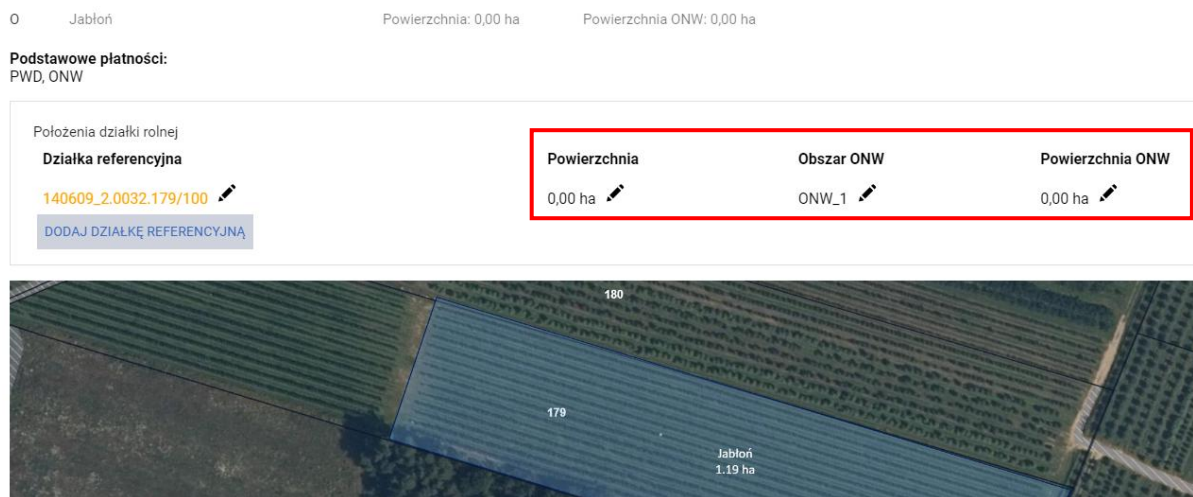 O Jabłoń Powierzchnia: 0,00 ha Powierzchnia ONW: 0,00 ha
Podstawowe płatności:
PWD, ONW
Położenia działki rolnej
Działka referencyjna Powierzchnia Obszar ONW Powierzchnia ONW
140609_2.0032.179/100 0,00 ha ONW_1 0,00 ha
DODAJ DZIAŁKĘ REFERENCYJNĄ
180
179
Jabłoń
1.19 ha